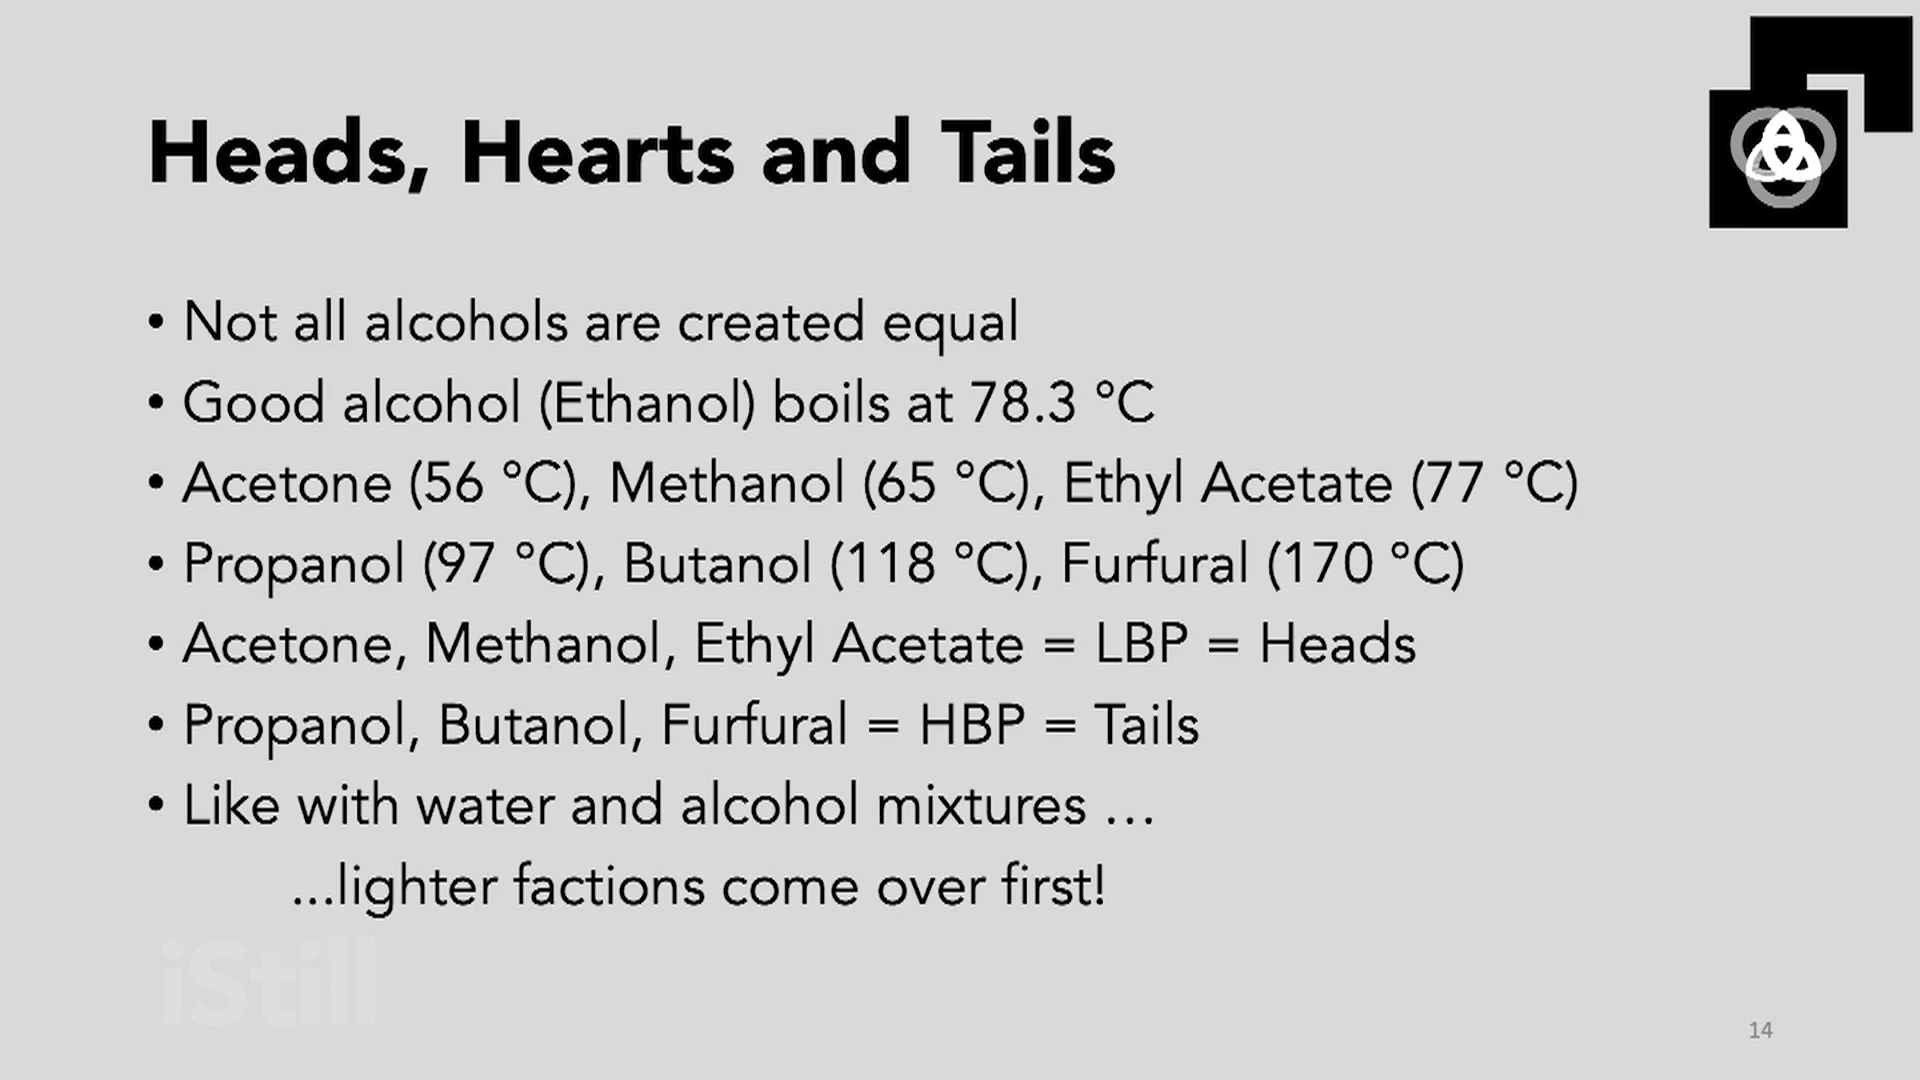 Heads, Hearts and Tails
• Not all alcohols are created equal
• Good alcohol (Ethanol) boils at 78.3 °C
• Acetone (56 °C), Methanol (65 °C), Ethyl Acetate (77 °C)
• Propanol (97 °C), Butanol (118 °C), Furfural (170 °C)
• Acetone, Methanol, Ethyl Acetate = LBP = Heads
• Propanol, Butanol, Furfural = HBP = Tails
• Like with water and alcohol mixtures …
...lighter factions come over first!
iStill
14